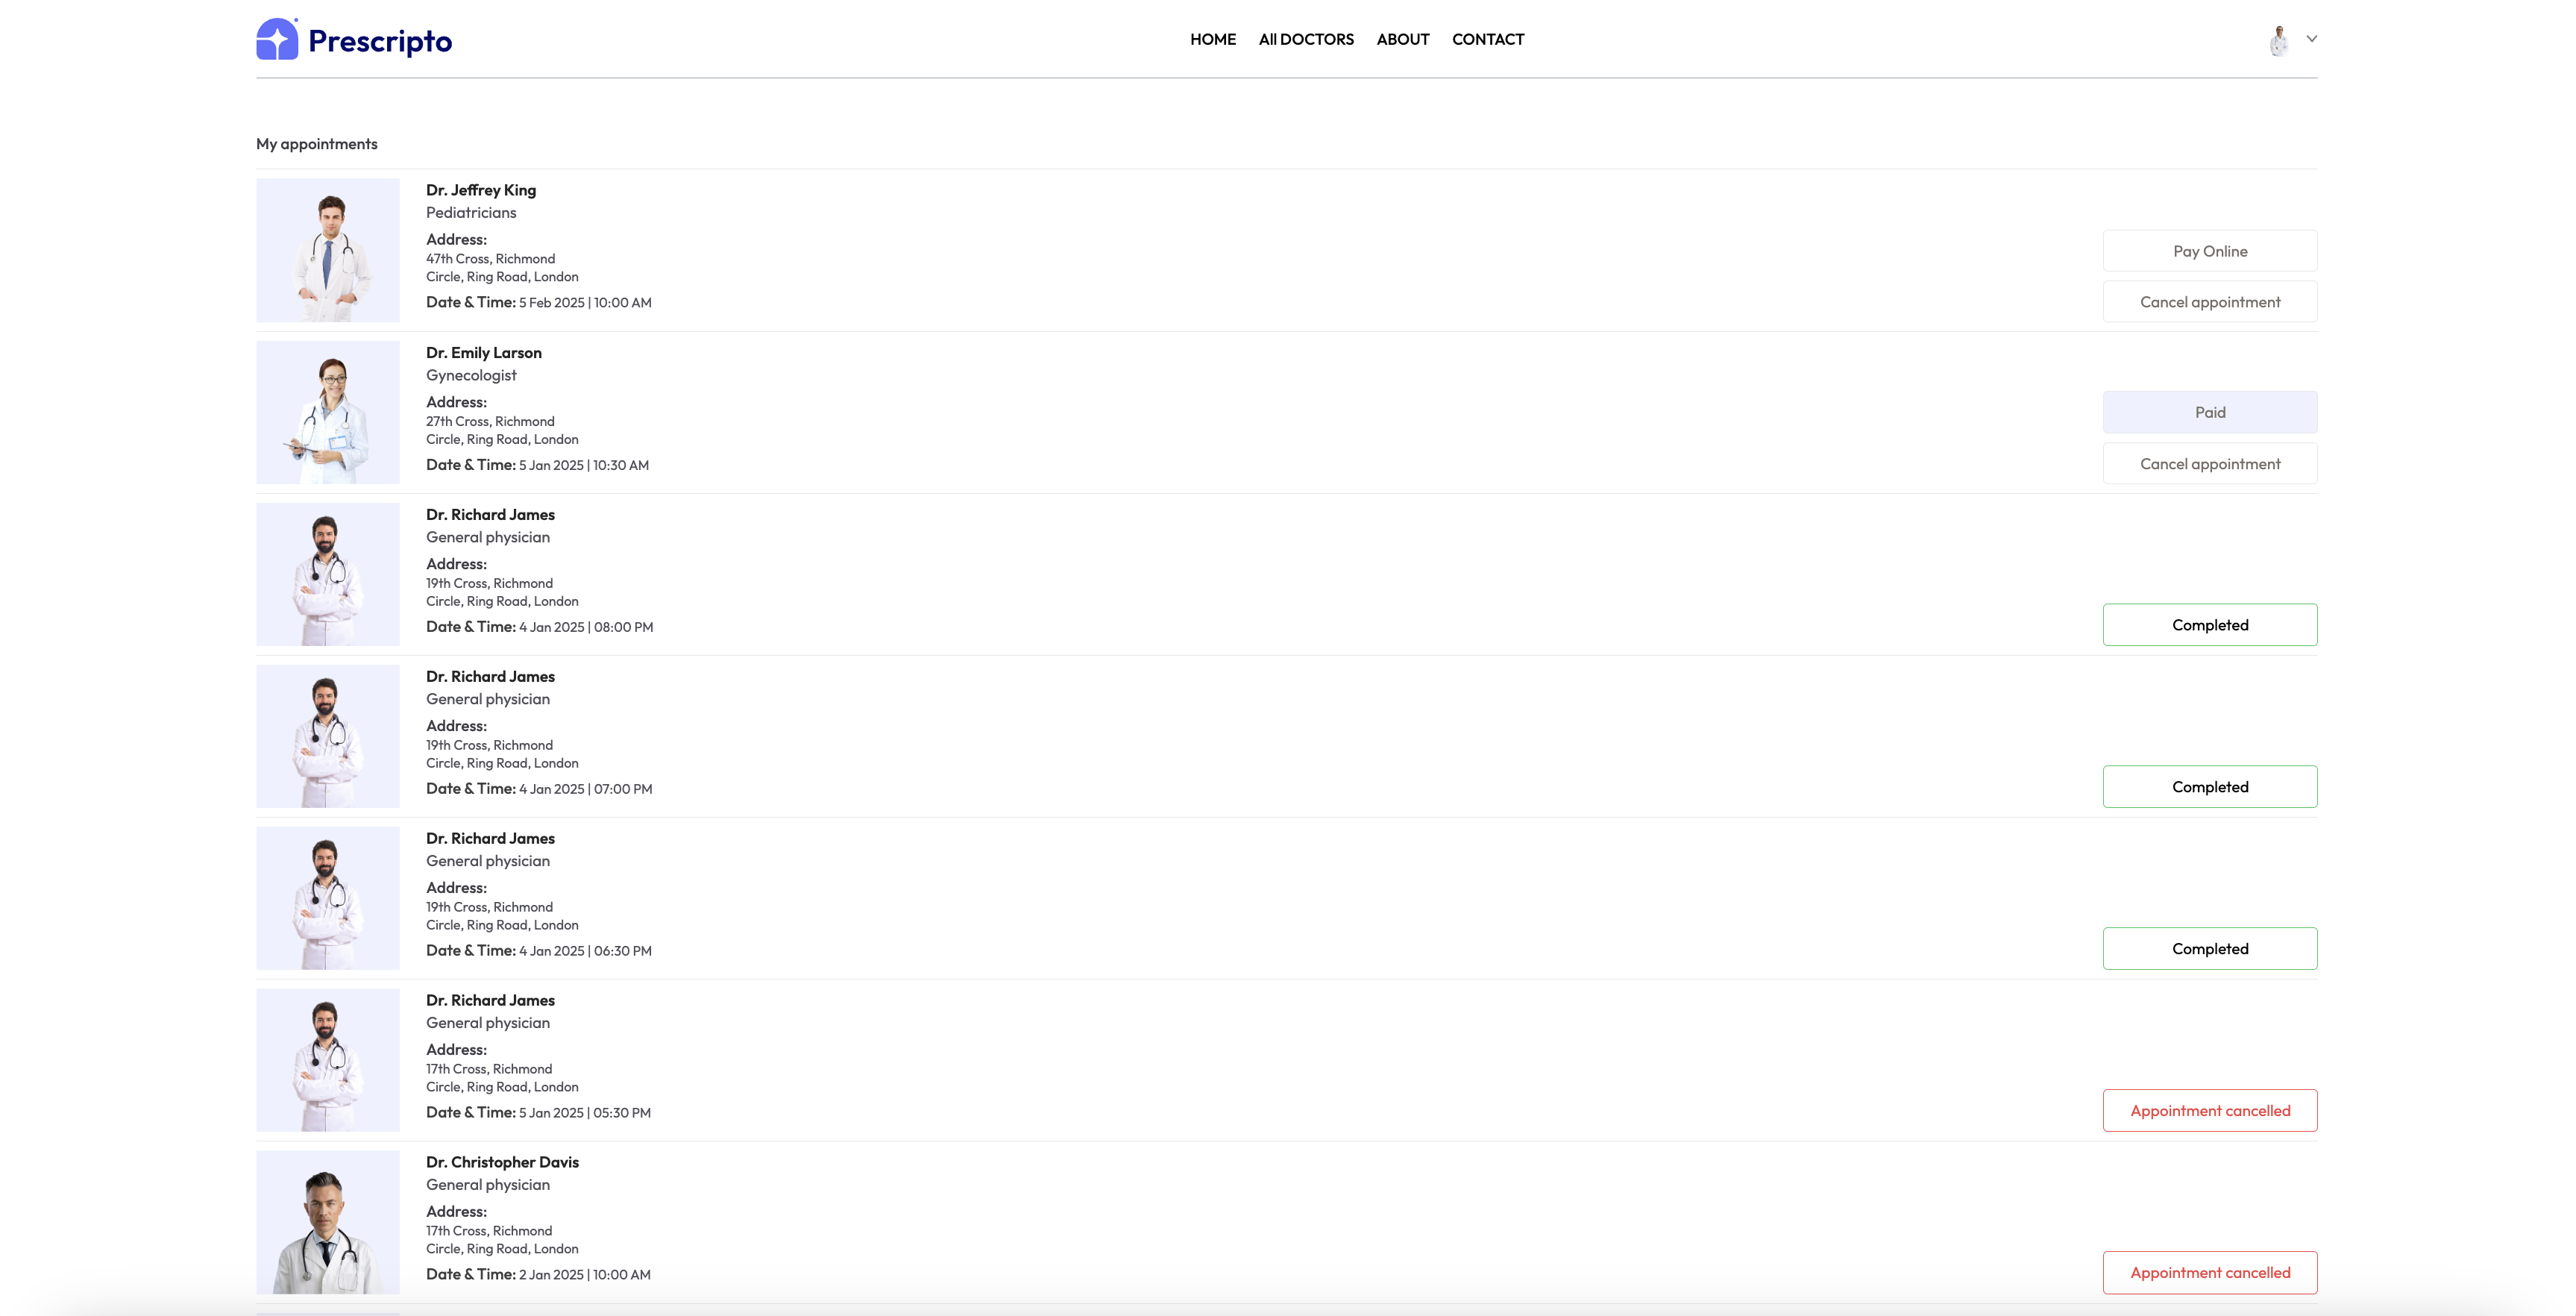 Prescripto
HOME All DOCTORS ABOUT CONTACT
My appointments
Dr. Jeffrey King
Pediatricians
Address:
47th Cross, Richmond
Circle, Ring Road, London
Date & Time: 5 Feb 2025 | 10:00 AM
Pay Online
Cancel appointment
Dr. Emily Larson
Gynecologist
Address:
27th Cross, Richmond
Circle, Ring Road, London
Date & Time: 5 Jan 2025 | 10:30 AM
Paid
Cancel appointment
Dr. Richard James
General physician
Address:
19th Cross, Richmond
Circle, Ring Road, London
Date & Time: 4 Jan 2025 | 08:00 PM
Completed
Dr. Richard James
General physician
Address:
19th Cross, Richmond
Circle, Ring Road, London
Date & Time: 4 Jan 2025 | 07:00 PM
Completed
Dr. Richard James
General physician
Address:
19th Cross, Richmond
Circle, Ring Road, London
Date & Time: 4 Jan 2025 | 06:30 PM
Completed
Dr. Richard James
General physician
Address:
17th Cross, Richmond
Circle, Ring Road, London
Date & Time: 5 Jan 2025 | 05:30 PM
Appointment cancelled
Dr. Christopher Davis
General physician
Address:
17th Cross, Richmond
Circle, Ring Road, London
Date & Time: 2 Jan 2025 | 10:00 AM
Appointment cancelled